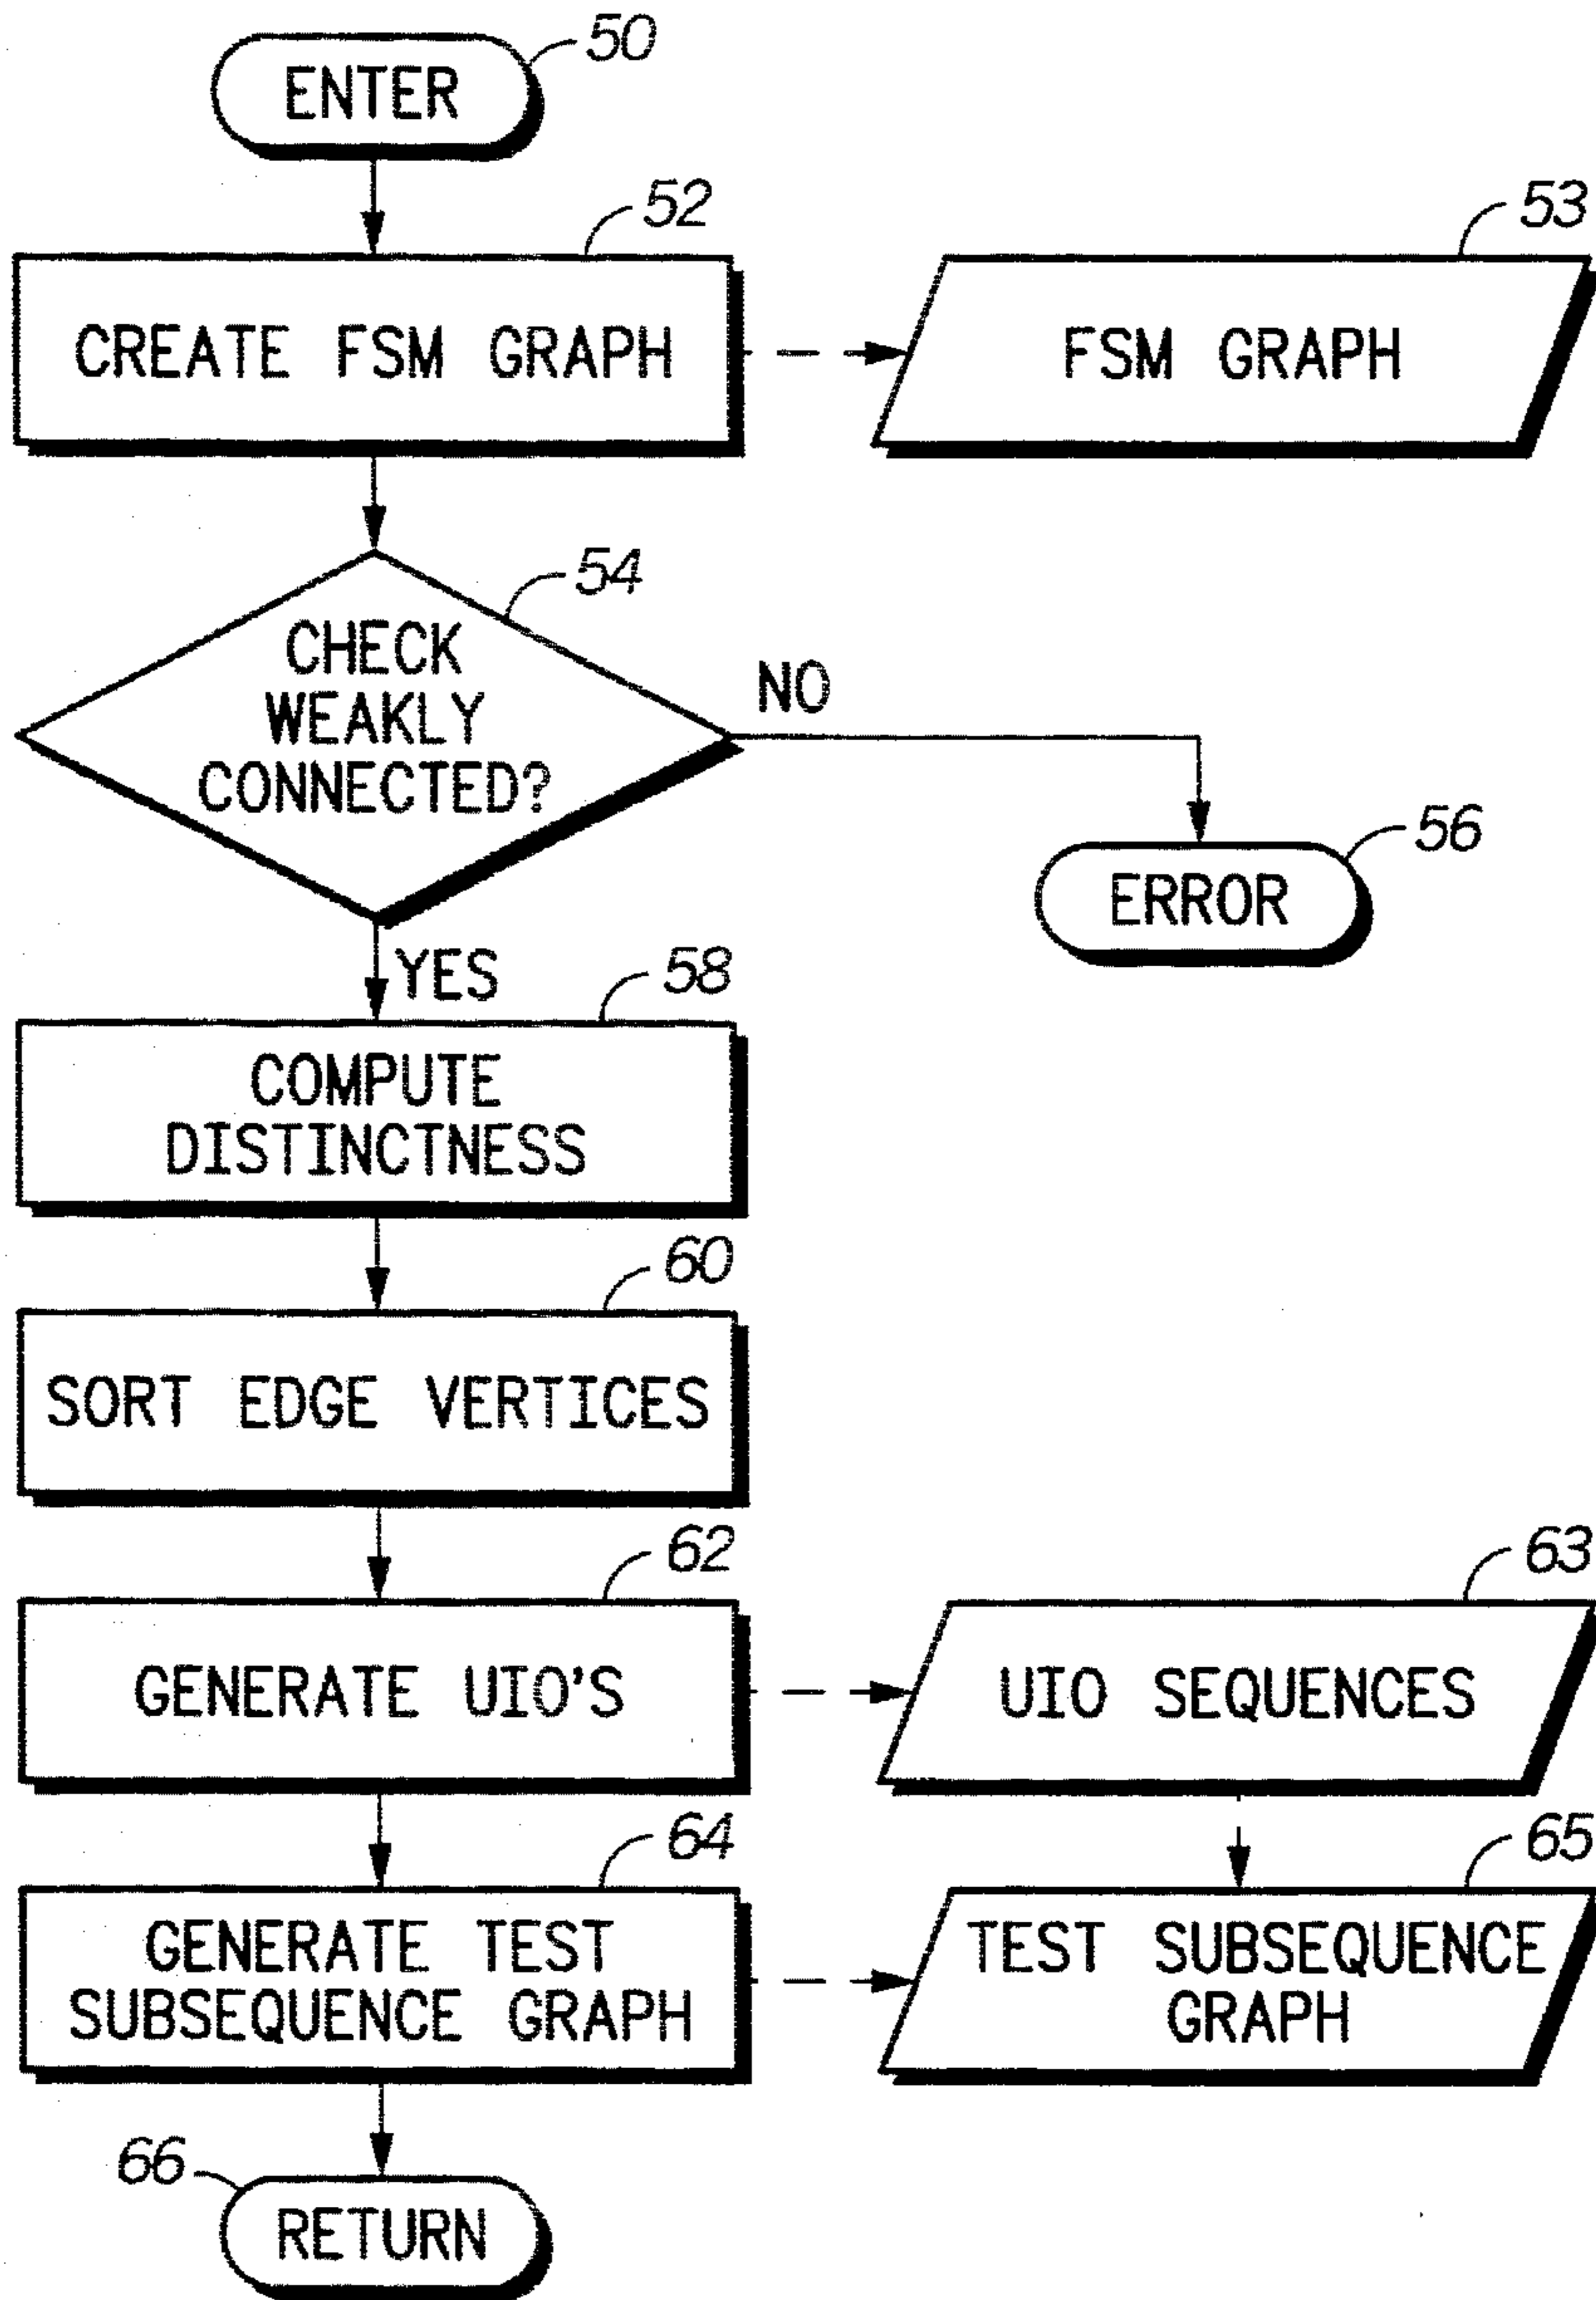 ENTER
50
52
53
CREATE FSM GRAPH
FSM GRAPH
54
CHECK
WEAKLY
CONNECTED?
NO
56
ERROR
YES
58
COMPUTE
DISTINCTNESS
60
SORT EDGE VERTICES
62
63
GENERATE UIO'S
UIO SEQUENCES
64
65
GENERATE TEST
SUBSEQUENCE GRAPH
TEST SUBSEQUENCE
GRAPH
66
RETURN